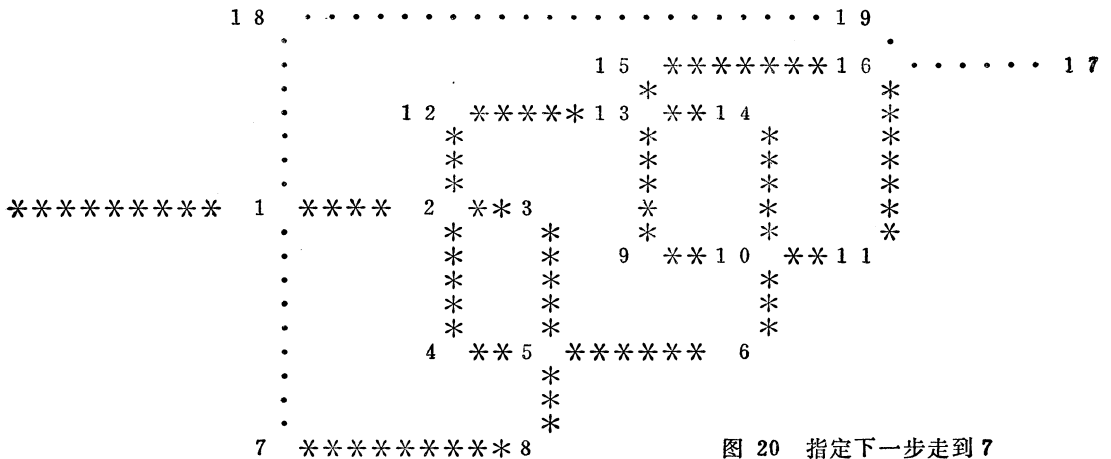 18 · · · · · · · · · · · · · · · · · · · · · · 19
15 *******16 · · · · · · 17
12 *****13 **14
********* 1 **** 2 **3
9 **10 **11
4 **5 ****** 6
7 *********8
图 20 指定下一步走到 7